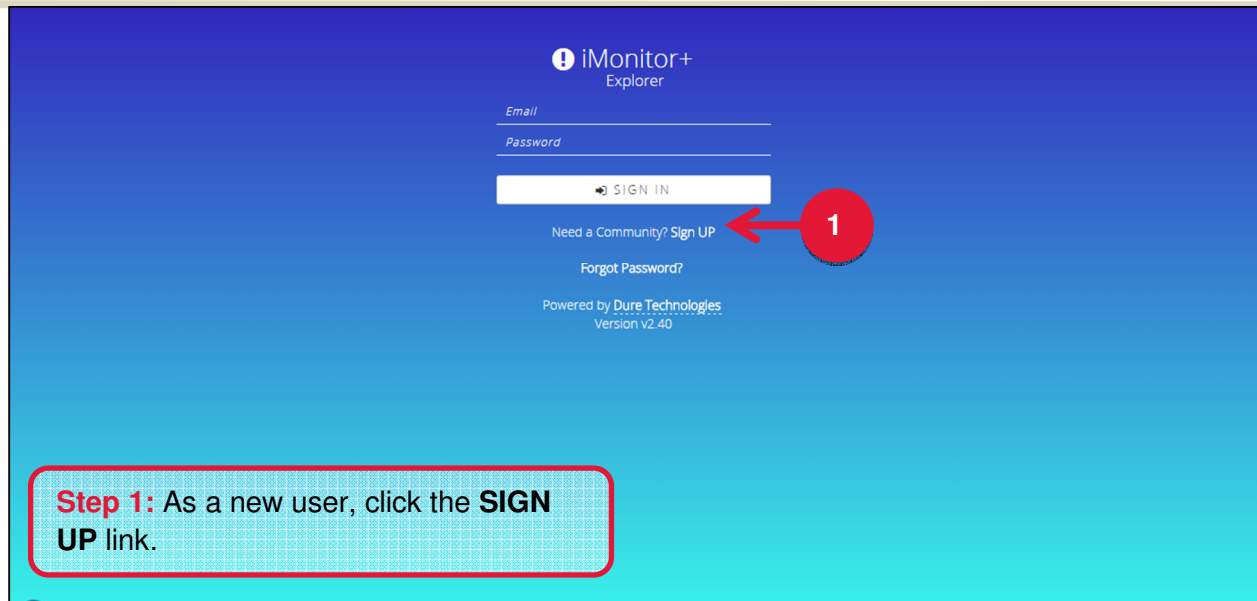 iMonitor+
Explorer
Email
Password
SIGN IN
Need a Community? Sign UP
1
Forgot Password?
Powered by Dure Technologies
Version v2.40
Step 1: As a new user, click the SIGN
UP link.